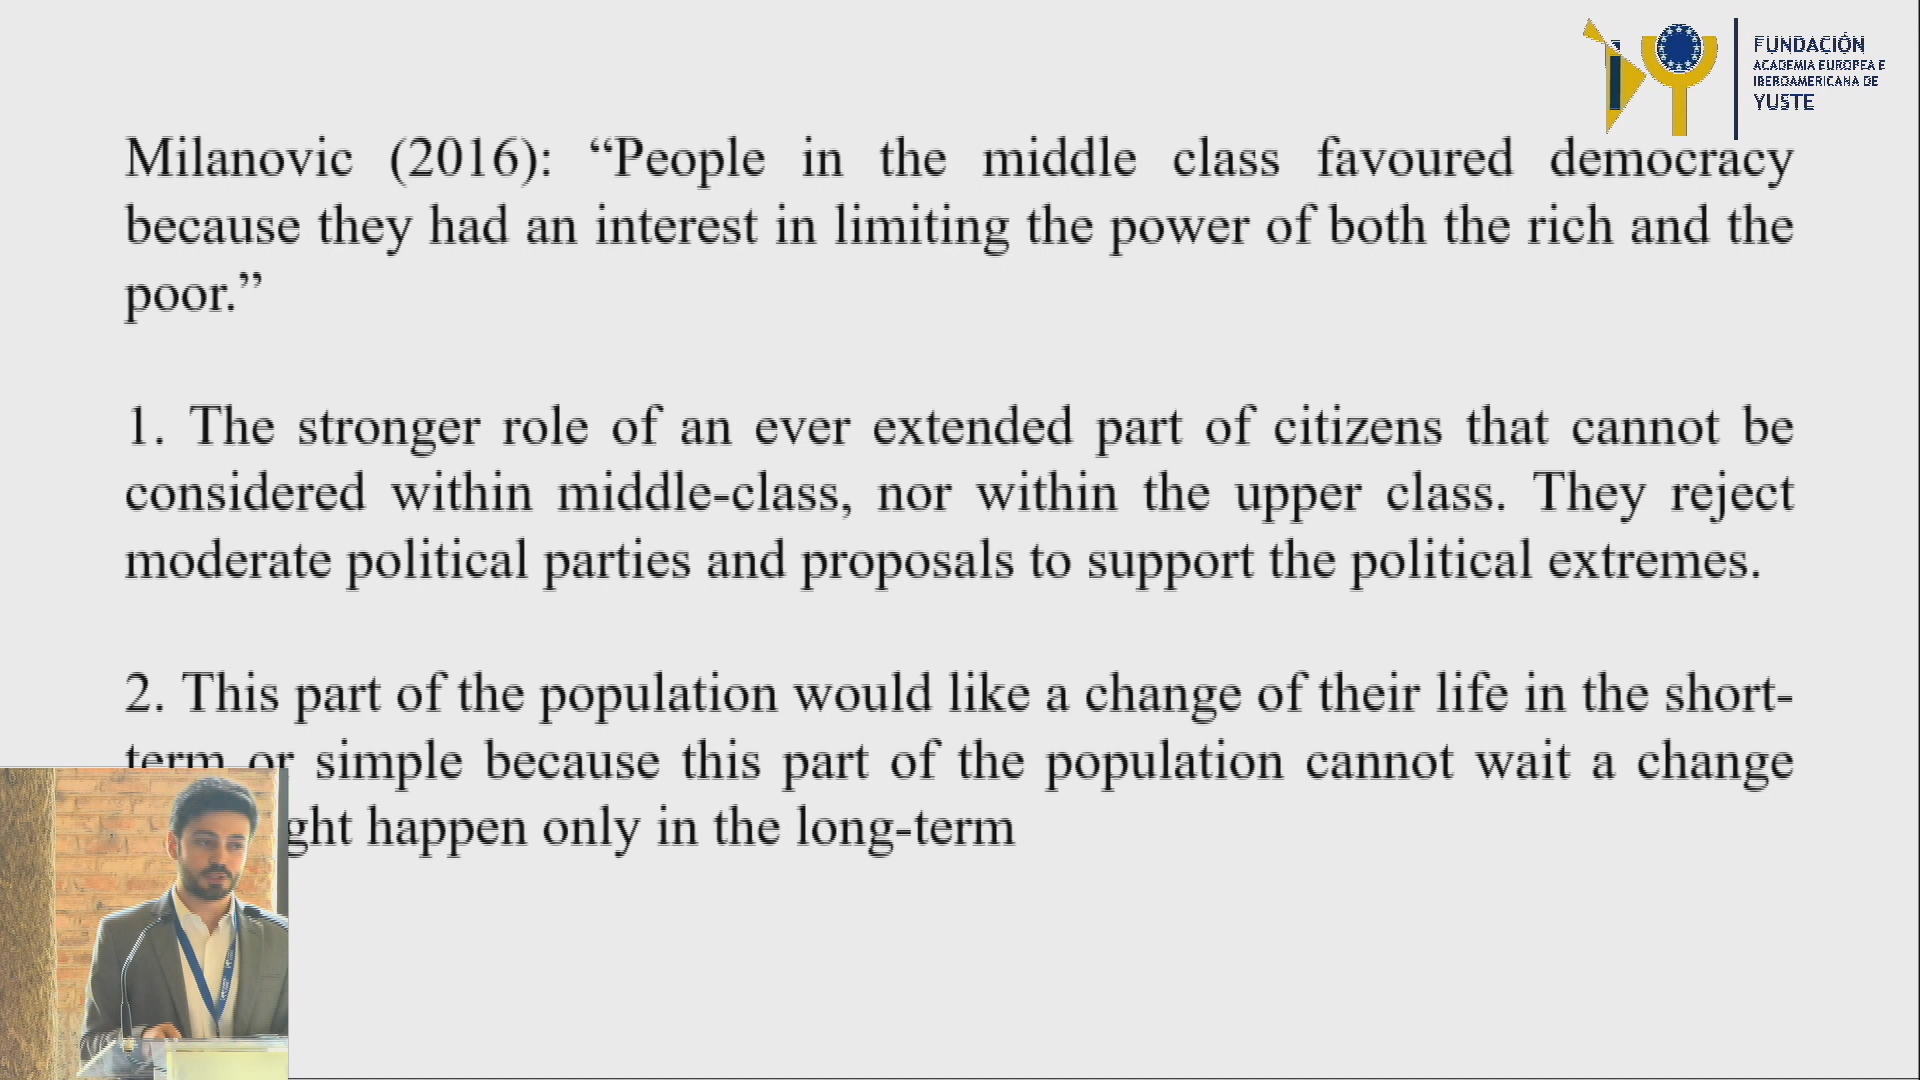 FUNDACIÓN
ACADEMIA EUROPEA E
IBEROAMERICANA DE
YUSTE
Milanovic (2016): “People in the middle class favoured democracy
because they had an interest in limiting the power of both the rich and the
poor.”
1. The stronger role of an ever extended part of citizens that cannot be
considered within middle-class, nor within the upper class. They reject
moderate political parties and proposals to support the political extremes.
2. This part of the population would like a change of their life in the short-
term or simple because this part of the population cannot wait a change
ght happen only in the long-term